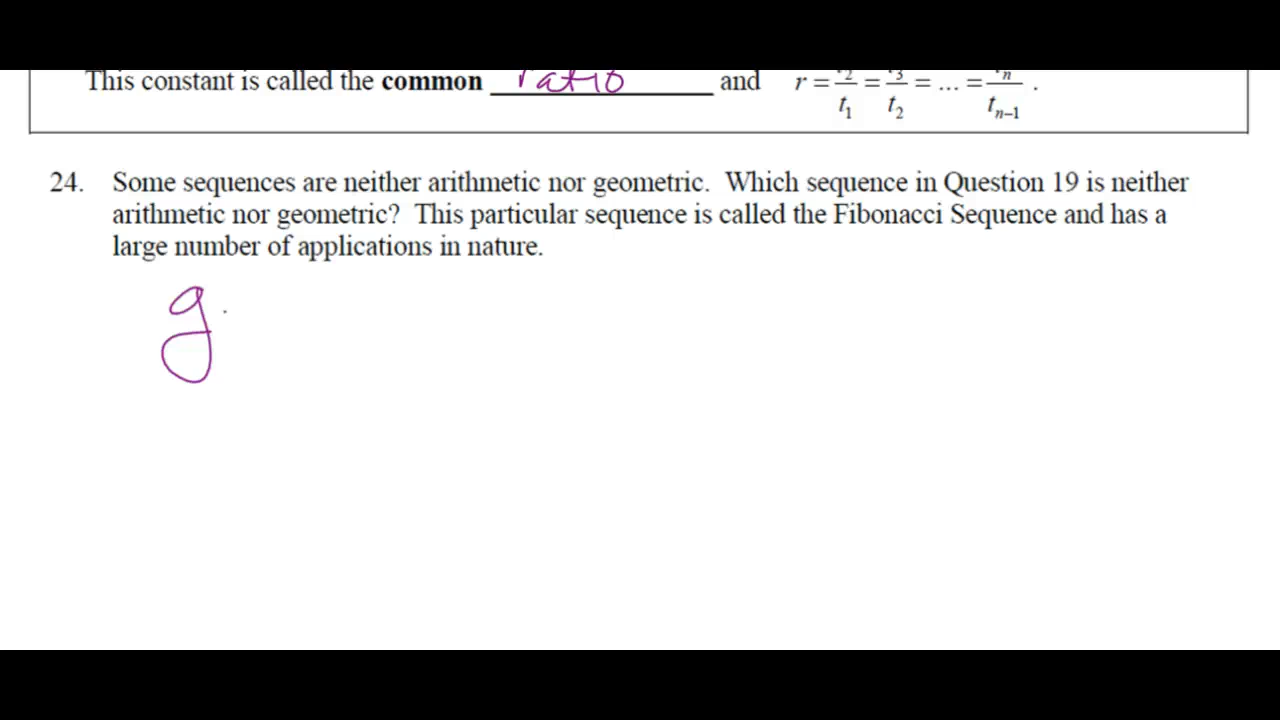 This constant is called the common ratio and r = t2/t1 = t3/t2 = ... = tn/tn–1 .
24. Some sequences are neither arithmetic nor geometric. Which sequence in Question 19 is neither
arithmetic nor geometric? This particular sequence is called the Fibonacci Sequence and has a
large number of applications in nature.
g.